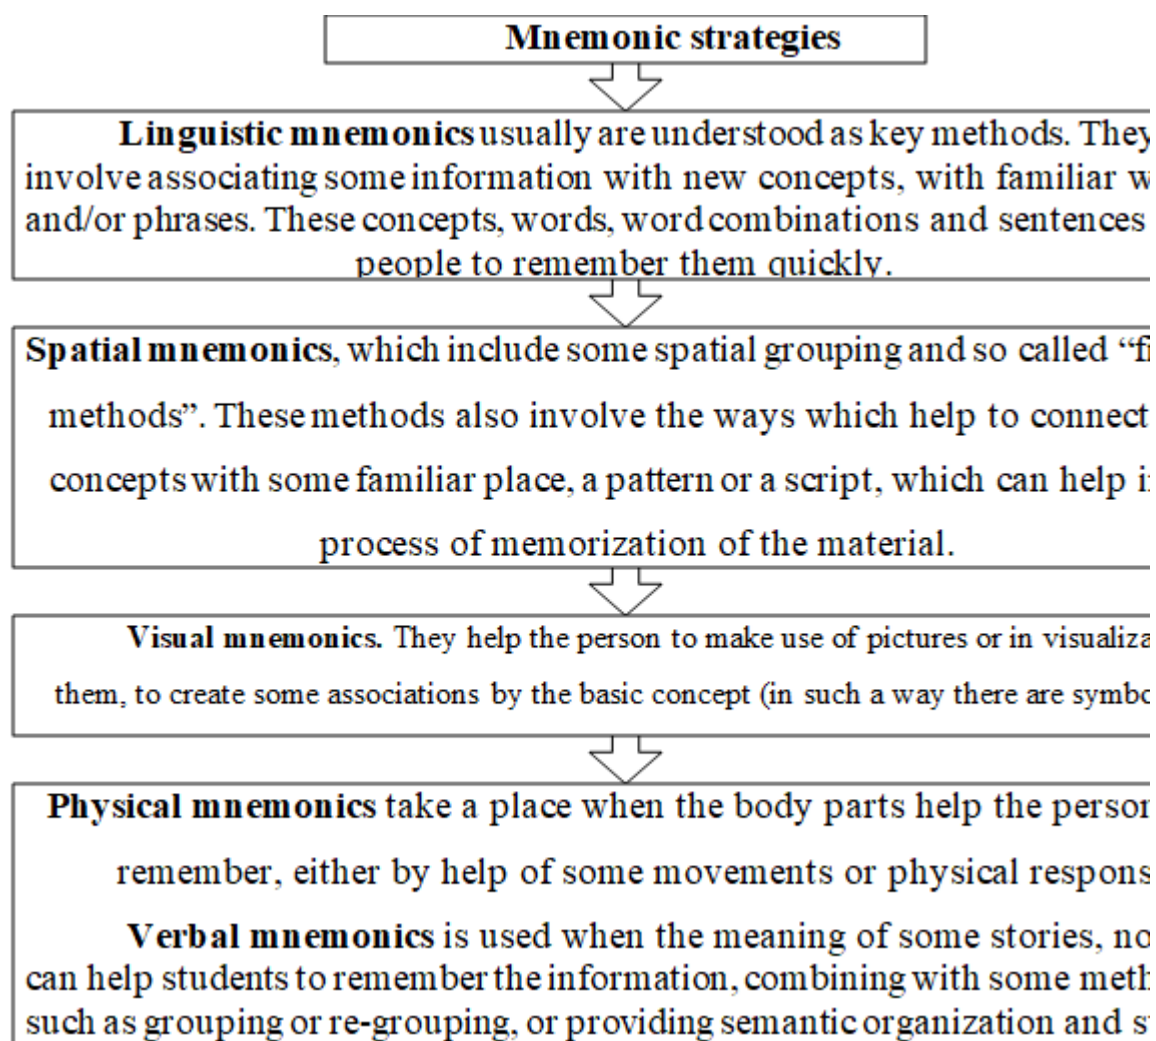 Mnemonic strategies
Linguistic mnemonics usually are understood as key methods. They
involve associating some information with new concepts, with familiar
and/or phrases. These concepts, words, word combinations and sentences
people to remember them quickly.
Spatial mnemonics, which include some spatial grouping and so called
methods”. These methods also involve the ways which help to connect
concepts with some familiar place, a pattern or a script, which can help
process of memorization of the material.
Visual mnemonics. They help the person to make use of pictures or in
them, to create some associations by the basic concept (in such a way there are
Physical mnemonics take a place when the body parts help the person
remember, either by help of some movements or physical
Verbal mnemonics is used when the meaning of some stories,
can help students to remember the information, combining with some
such as grouping or re-grouping, or providing semantic organization and